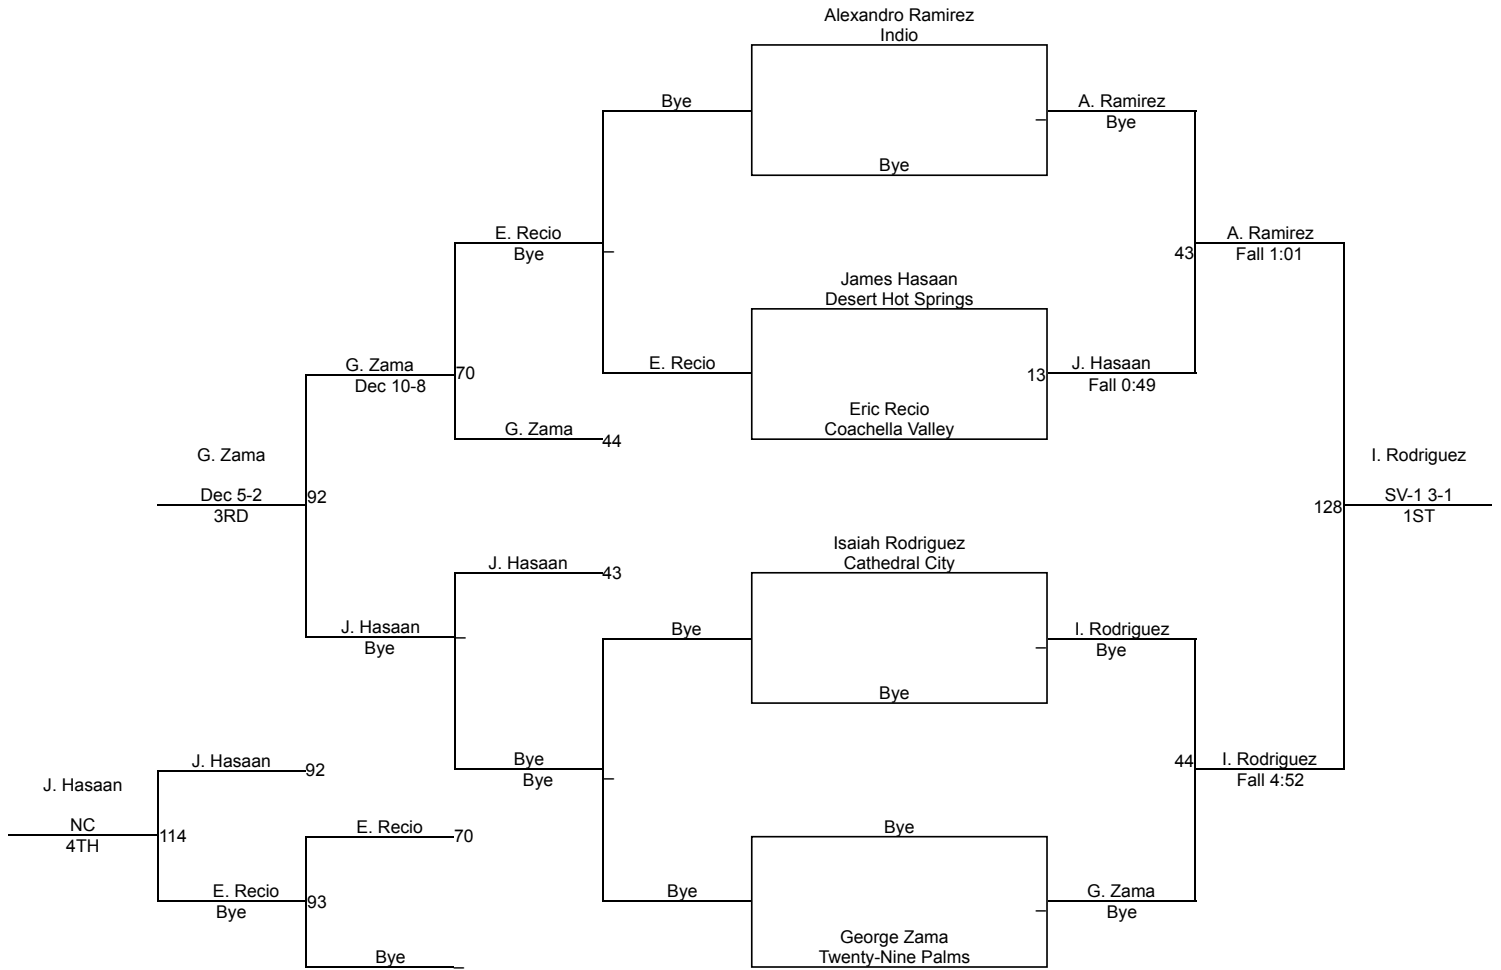 Alexandro Ramirez
Indio
Bye
A. Ramirez
Bye
Bye
E. Recio
Bye
43
A. Ramirez
Fall 1:01
James Hasaan
Desert Hot Springs
G. Zama
Dec 10-8
70
E. Recio
13
J. Hasaan
Fall 0:49
Eric Recio
Coachella Valley
G. Zama
44
G. Zama
Dec 5-2
3RD
92
I. Rodriguez
SV-1 3-1
1ST
128
Isaiah Rodriguez
Cathedral City
J. Hasaan
43
J. Hasaan
Bye
Bye
I. Rodriguez
Bye
Bye
Bye
Bye
44
I. Rodriguez
Fall 4:52
J. Hasaan
92
J. Hasaan
NC
4TH
114
E. Recio
70
Bye
E. Recio
Bye
93
Bye
G. Zama
Bye
George Zama
Twenty-Nine Palms
Bye